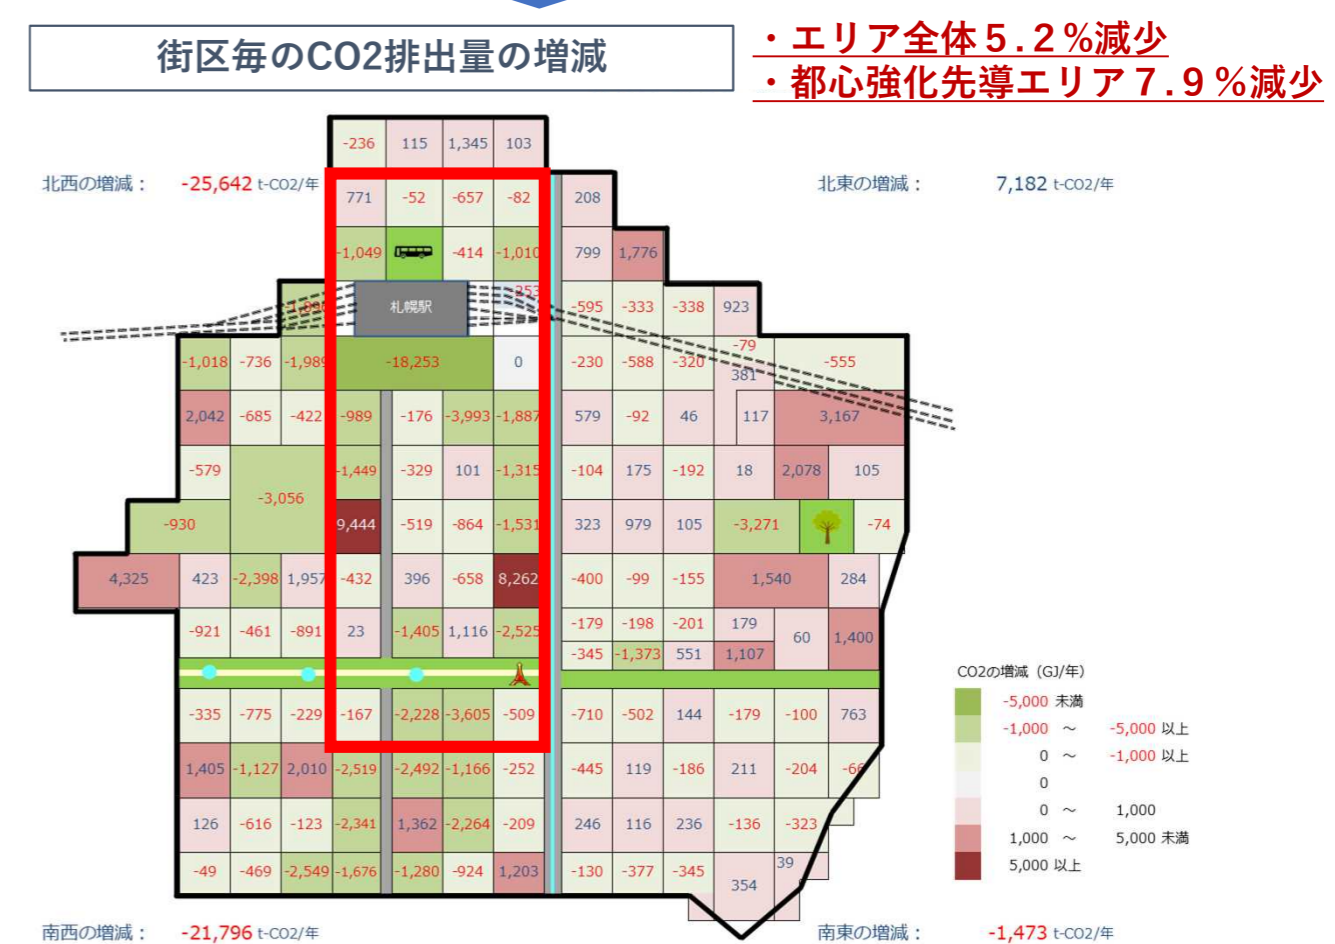 街区毎のCO2排出量の増減
・エリア全体5.2%減少
・都心強化先導エリア7.9%減少
北西の増減： -25,642 t-CO2/年
北東の増減： 7,182 t-CO2/年
-236 115 1,345 103
771 -52 -657 -82 208
-1,049 -414 -1,010 799 1,776
札幌駅 -253 -595 -333 -338 923
-1,018 -736 -1,989 -18,253 0 -230 -588 -320 -79 381 -555
2,042 -685 -422 -989 -176 -3,993 -1,887 579 -92 46 117 3,167
-579 -3,056 -1,449 -329 101 -1,315 -104 175 -192 18 2,078 105
-930 9,444 -519 -864 -1,531 323 979 105 -3,271 -74
4,325 423 -2,398 1,957 -432 396 -658 8,262 -400 -99 -155 1,540 284
-921 -461 -891 23 -1,405 1,116 -2,525 -179 -198 -201 179 60 1,400
-345 -1,373 551 1,107
-335 -775 -229 -167 -2,228 -3,605 -509 -710 -502 144 -179 -100 763
1,405 -1,127 2,010 -2,519 -2,492 -1,166 -252 -445 119 -186 211 -204 -66
126 -616 -123 -2,341 1,362 -2,264 -209 246 116 236 -136 -323
-49 -469 -2,549 -1,676 -1,280 -924 1,203 -130 -377 -345 354 39
CO2の増減（GJ/年）
-5,000 未満
-1,000 ～ -5,000 以上
0 ～ -1,000 以上
0
0 ～ 1,000
1,000 ～ 5,000 未満
5,000 以上
南西の増減： -21,796 t-CO2/年
南東の増減： -1,473 t-CO2/年